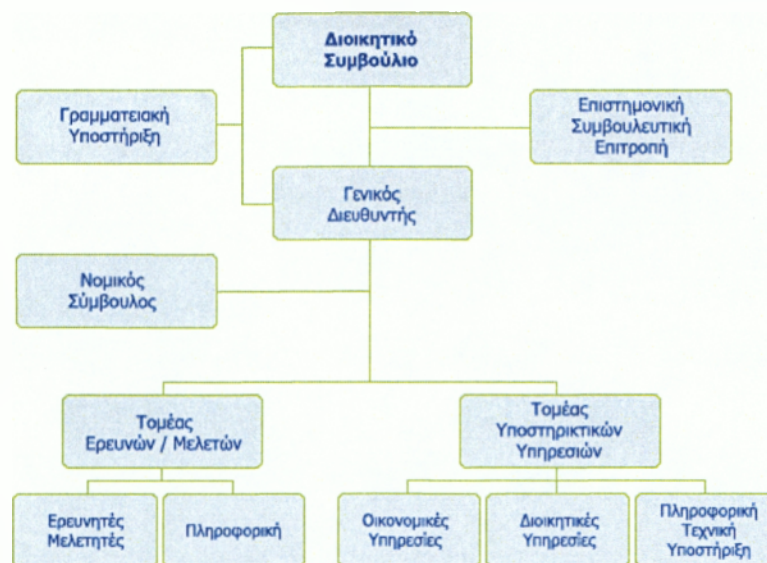 Διοικητικό
Συμβούλιο
Γραμματειακή
Υποστήριξη
Επιστημονική
Συμβουλευτική
Επιτροπή
Γενικός
Διευθυντής
Νομικός
Σύμβουλος
Τομέας
Ερευνών / Μελετών
Τομέας
Υποστηρικτικών
Υπηρεσιών
Ερευνητές
Μελετητές
Πληροφορική
Οικονομικές
Υπηρεσίες
Διοικητικές
Υπηρεσίες
Πληροφορική
Τεχνική
Υποστήριξη